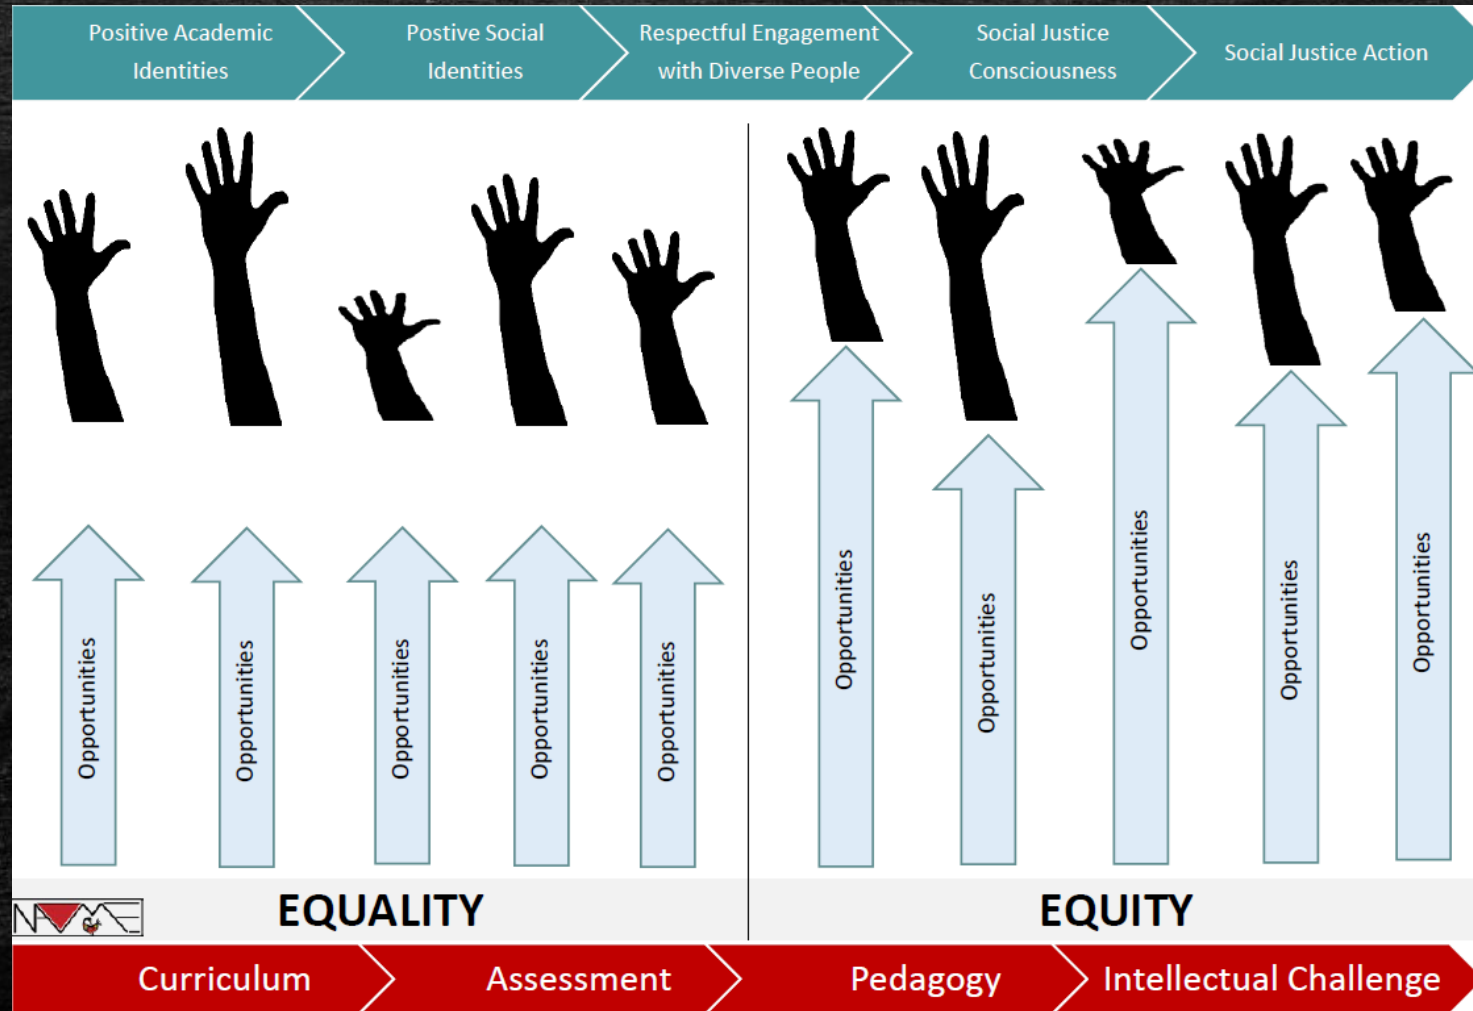 Positive Academic
Identities
Postive Social
Identities
Respectful Engagement
with Diverse People
Social Justice
Consciousness
Social Justice Action
Opportunities
Opportunities
Opportunities
Opportunities
Opportunities
Opportunities
Opportunities
Opportunities
Opportunities
Opportunities
EQUALITY
EQUITY
NAME
Curriculum
Assessment
Pedagogy
Intellectual Challenge